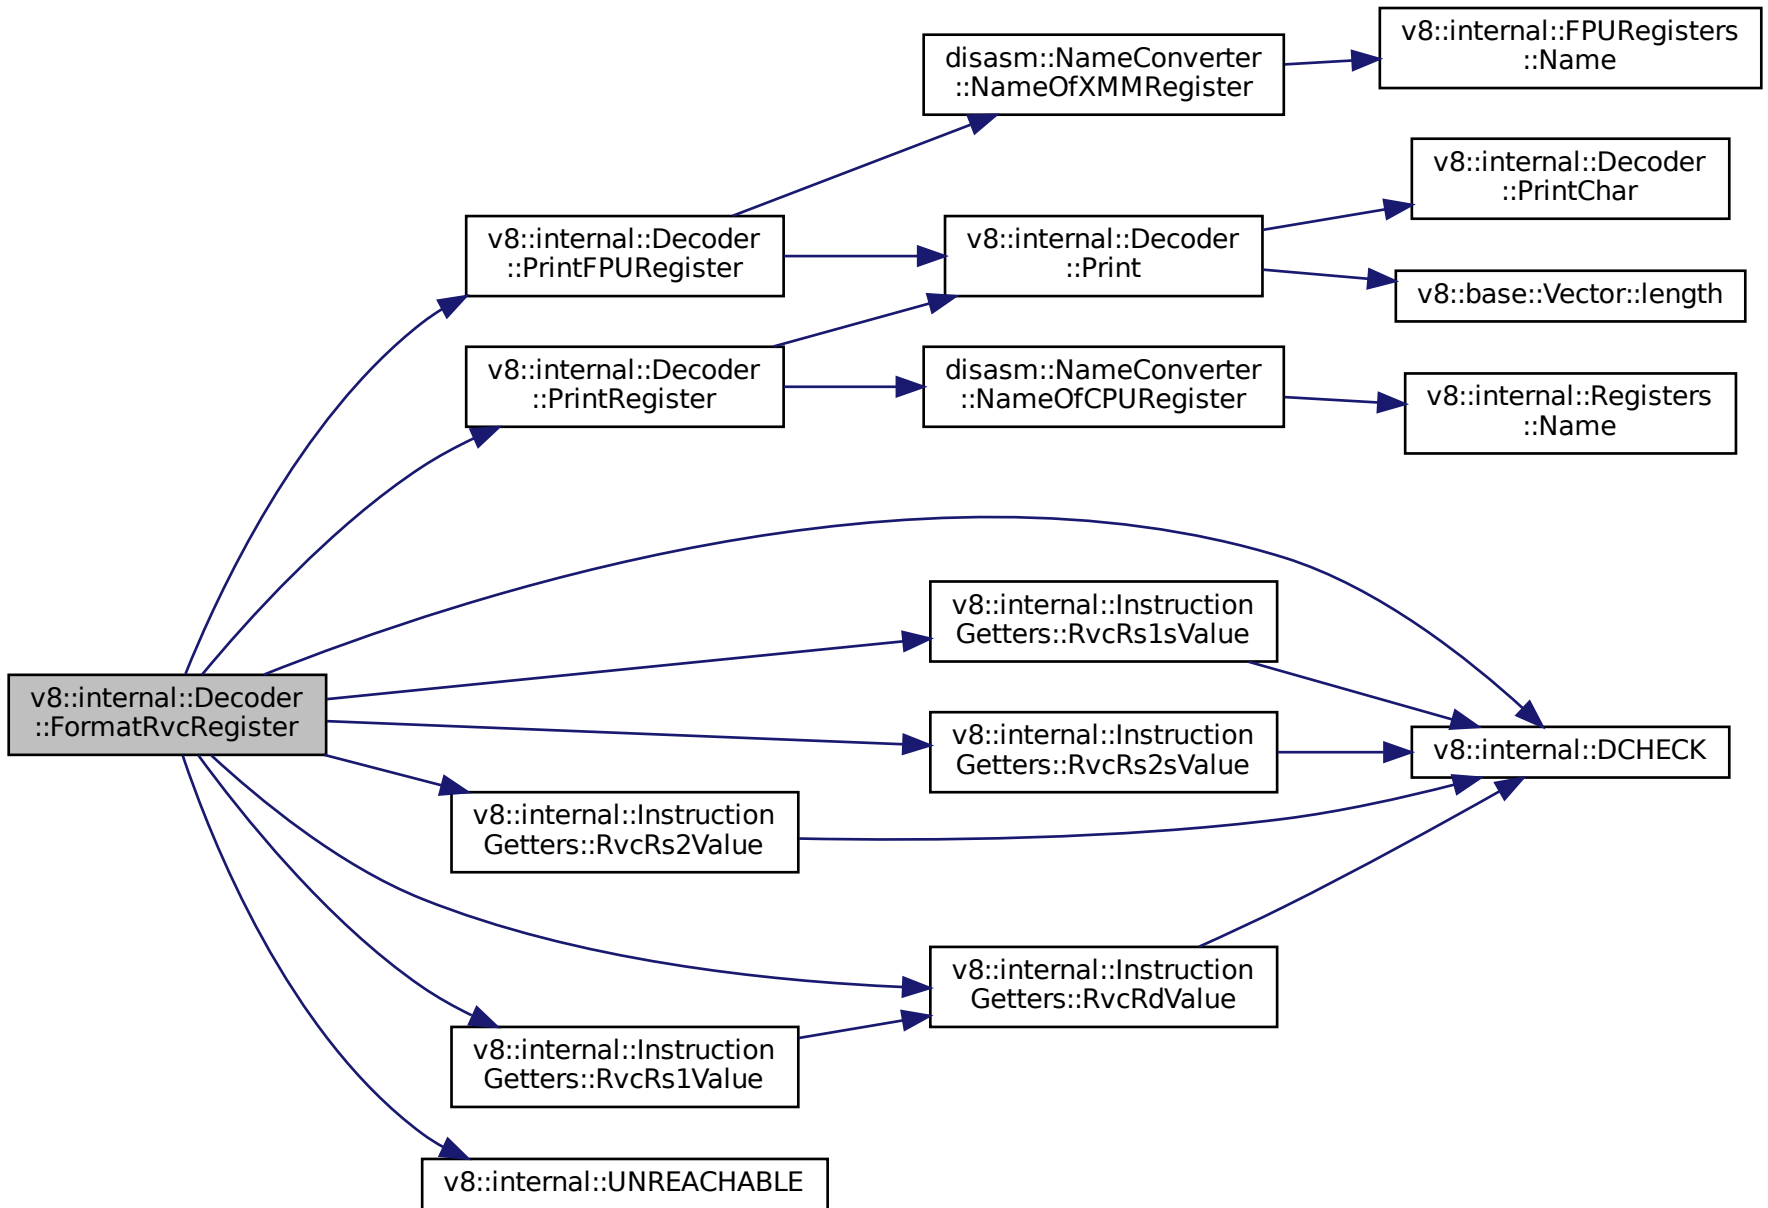 v8::internal::FPURegisters
::Name
disasm::NameConverter
::NameOfXMMRegister
v8::internal::Decoder
::PrintChar
v8::internal::Decoder
::PrintFPURegister
v8::internal::Decoder
::Print
v8::base::Vector::length
v8::internal::Decoder
::PrintRegister
disasm::NameConverter
::NameOfCPURegister
v8::internal::Registers
::Name
v8::internal::Instruction
Getters::RvcRs1sValue
v8::internal::Decoder
::FormatRvcRegister
v8::internal::Instruction
Getters::RvcRs2sValue
v8::internal::DCHECK
v8::internal::Instruction
Getters::RvcRs2Value
v8::internal::Instruction
Getters::RvcRdValue
v8::internal::Instruction
Getters::RvcRs1Value
v8::internal::UNREACHABLE